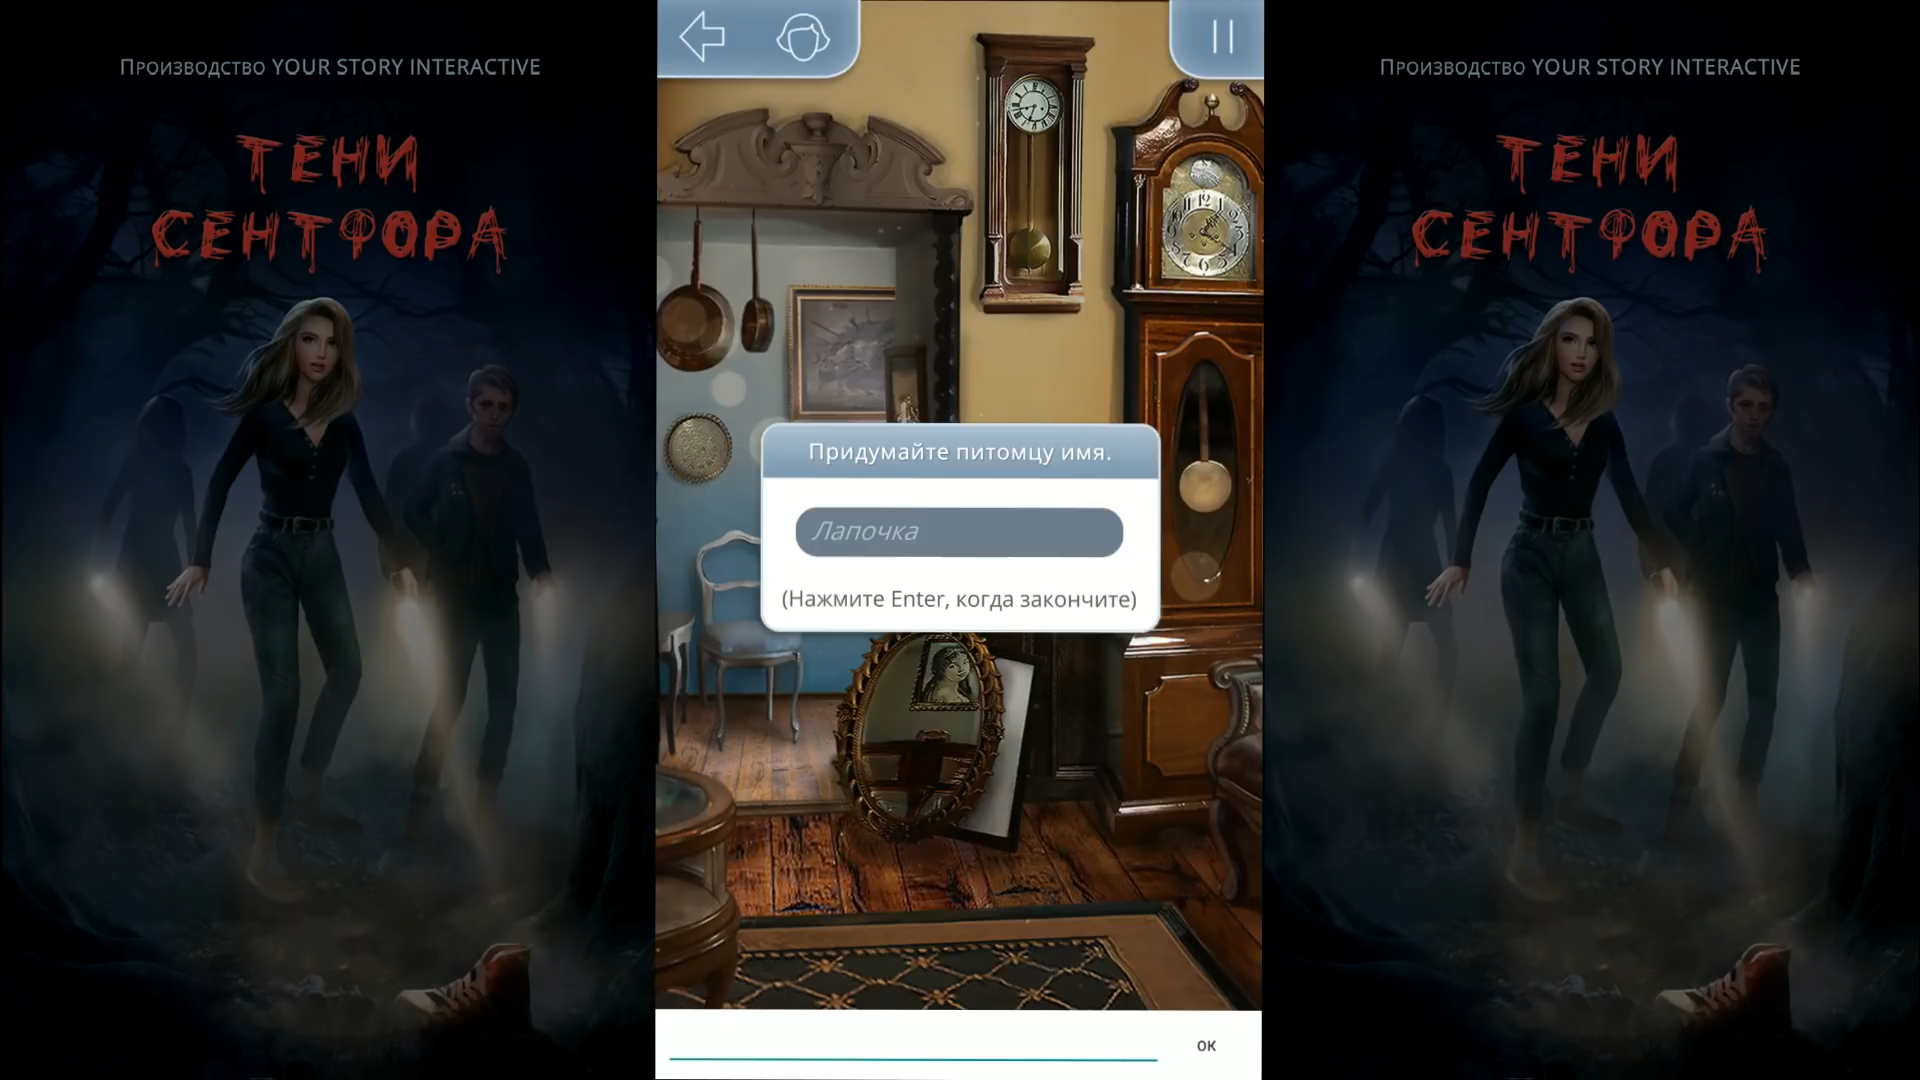 Производство YOUR STORY INTERACTIVE
ТЕНИ
СЕНТФОРА
Придумайте питомцу имя.
Лапочка
(Нажмите Enter, когда закончите)
ОК
Производство YOUR STORY INTERACTIVE
ТЕНИ
СЕНТФОРА